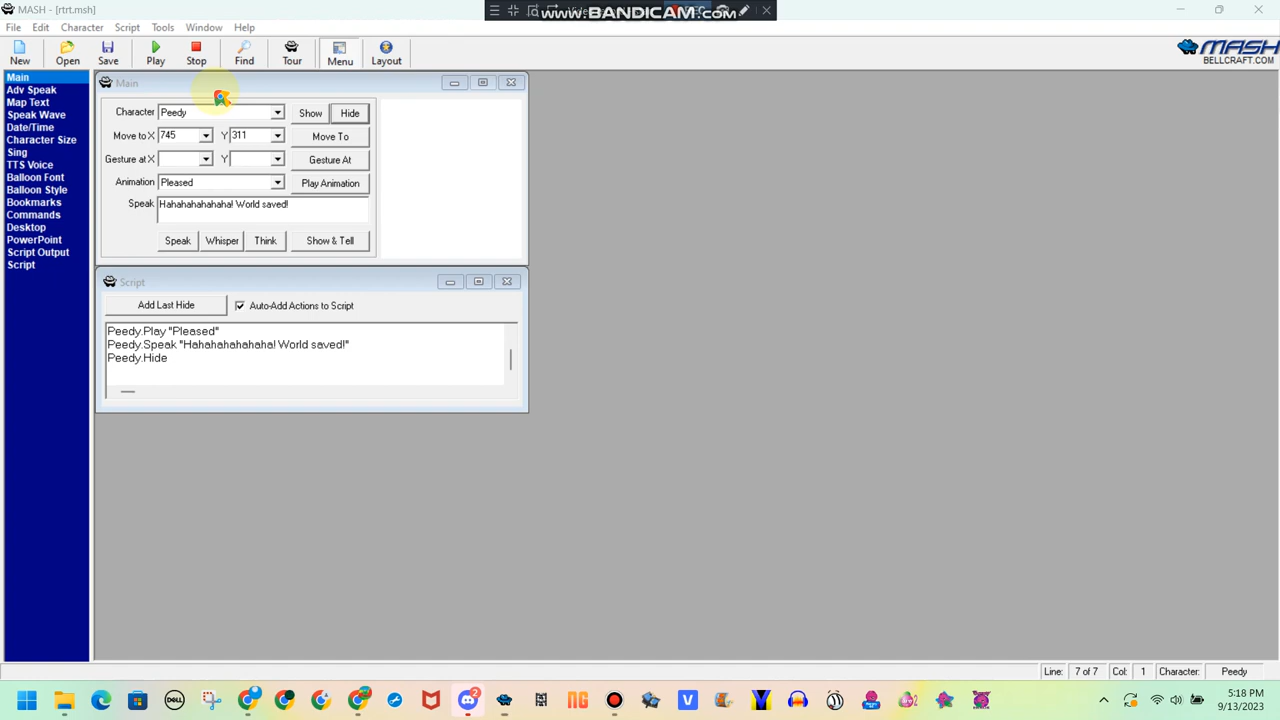 MASH - [rtrt.msh]
www.BANDICAM.com
File Edit Character Script Tools Window Help
New Open Save Play Stop Find Tour Menu Layout
MASH
BELLCRAFT.COM
Main
Adv Speak
Map Text
Speak Wave
Date/Time
Character Size
Sing
TTS Voice
Balloon Font
Balloon Style
Bookmarks
Commands
Desktop
PowerPoint
Script Output
Script
Main
Character Peedy Show Hide
Move to X 745 Y 311 Move To
Gesture at X Y Gesture At
Animation Pleased Play Animation
Speak Hahahahahahaha! World saved!
Speak Whisper Think Show & Tell
Script
Add Last Hide Auto-Add Actions to Script
Peedy.Play "Pleased"
Peedy.Speak "Hahahahahahaha! World saved!"
Peedy.Hide
Line: 7 of 7 Col: 1 Character: Peedy
DELL NG V 2
5:18 PM
9/13/2023